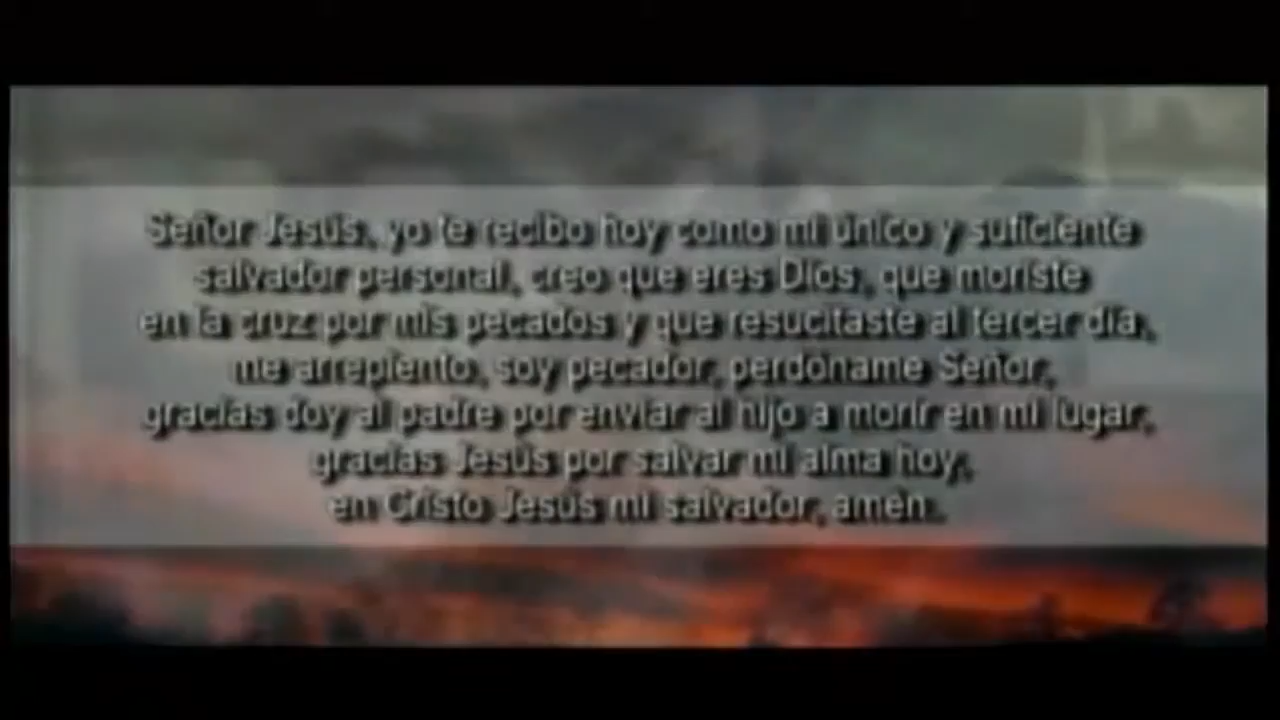 Señor Jesús, yo te recibo hoy como mi único y suficiente
salvador personal, creo que eres Dios, que moriste
en la cruz por mis pecados y que resucitaste al tercer día,
me arrepiento, soy pecador, perdóname Señor,
gracias doy al padre por enviar al hijo a morir en mi lugar,
gracias Jesús por salvar mi alma hoy,
en Cristo Jesús mi salvador, amén.